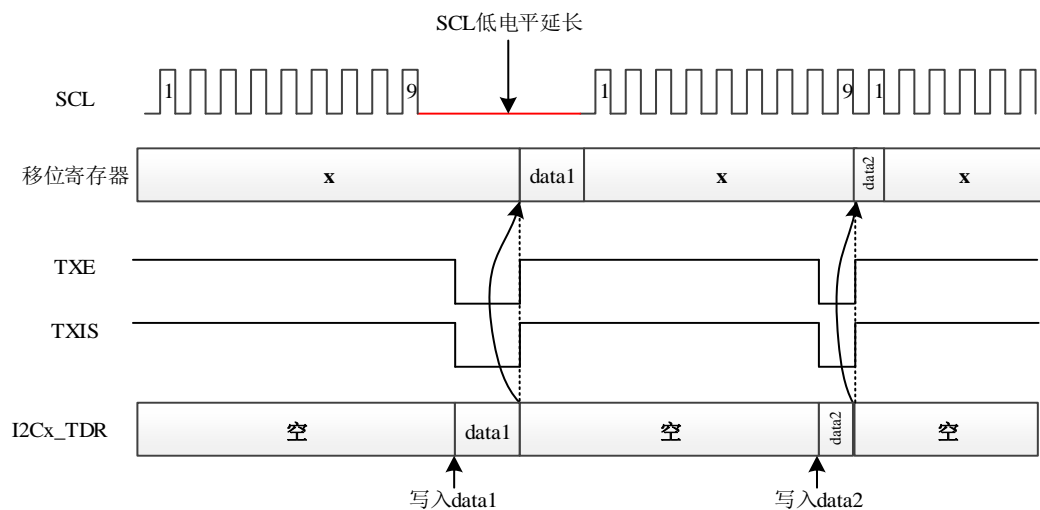 SCL低电平延长
SCL 1 9 1 9 1
移位寄存器 x data1 x data2 x
TXE
TXIS
I2Cx_TDR 空 data1 空 data2 空
写入data1 写入data2